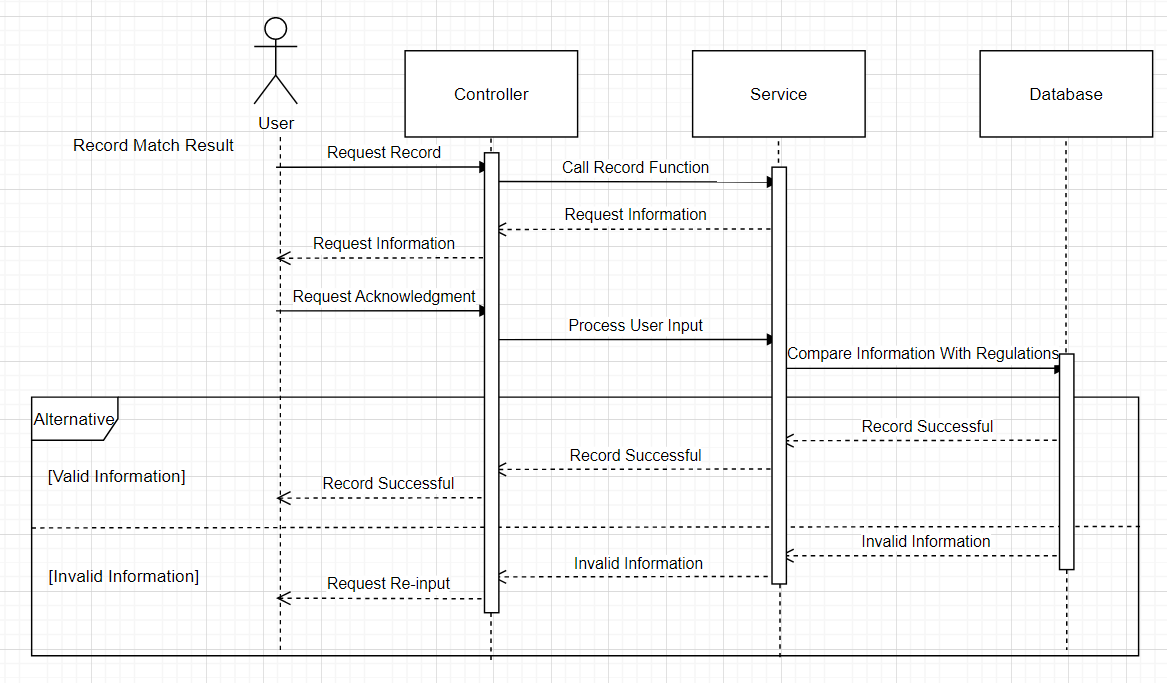 User
Controller
Service
Database
Record Match Result
Request Record
Call Record Function
Request Information
Request Information
Request Acknowledgment
Process User Input
Compare Information With Regulations
Alternative
Record Successful
Record Successful
[Valid Information]
Record Successful
Invalid Information
Invalid Information
[Invalid Information]
Request Re-input